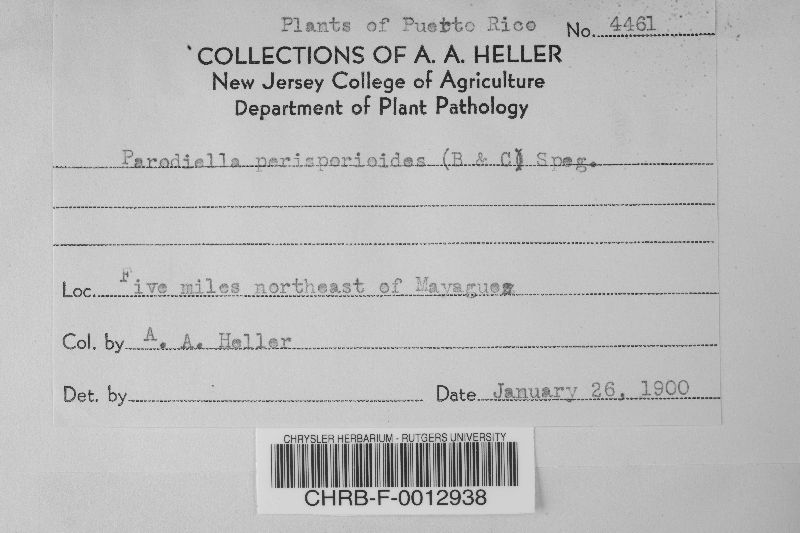 Plants of Puerto Rico No. 4461
COLLECTIONS OF A. A. HELLER
New Jersey College of Agriculture
Department of Plant Pathology
Parodiella perisporioides (B & C) Speg.
Loc. Five miles northeast of Mayaguez
Col. by A. A. Heller
Det. by
Date January 26, 1900
CHRYSLER HERBARIUM - RUTGERS UNIVERSITY
CHRB-F-0012938